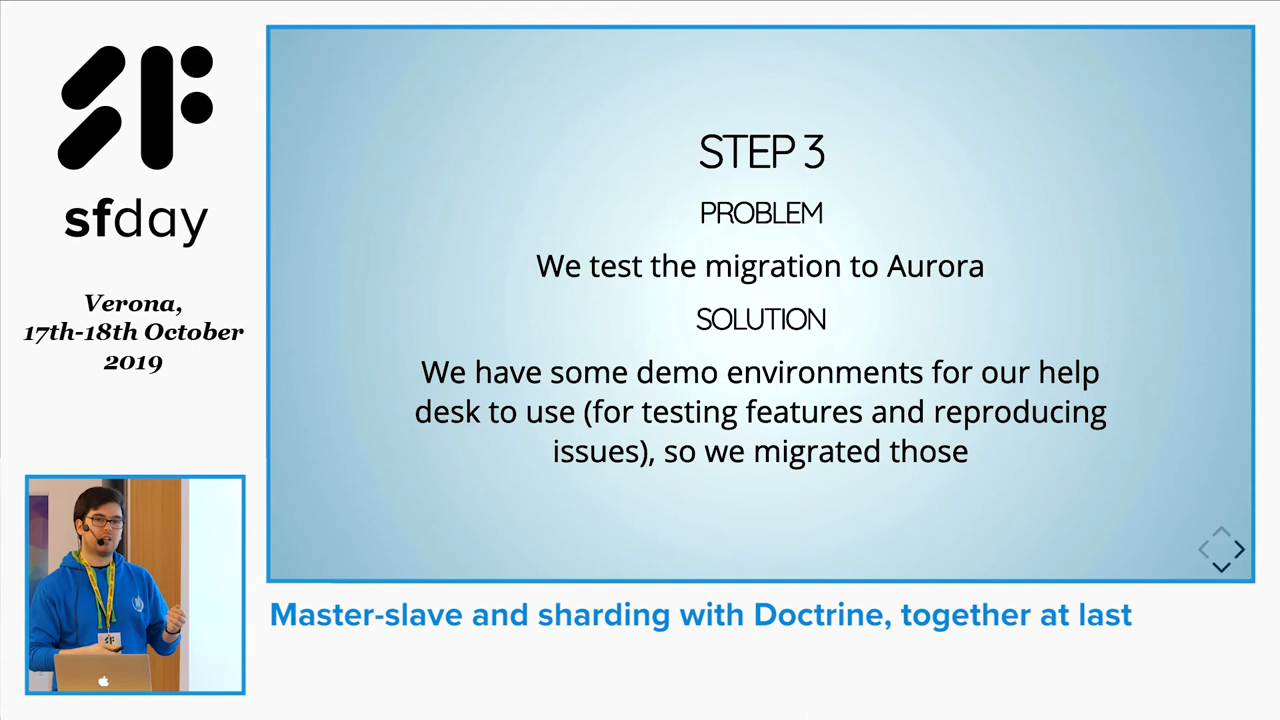 sfday
Verona,
17th-18th October
2019
STEP 3
PROBLEM
We test the migration to Aurora
SOLUTION
We have some demo environments for our help
desk to use (for testing features and reproducing
issues), so we migrated those
Master-slave and sharding with Doctrine, together at last